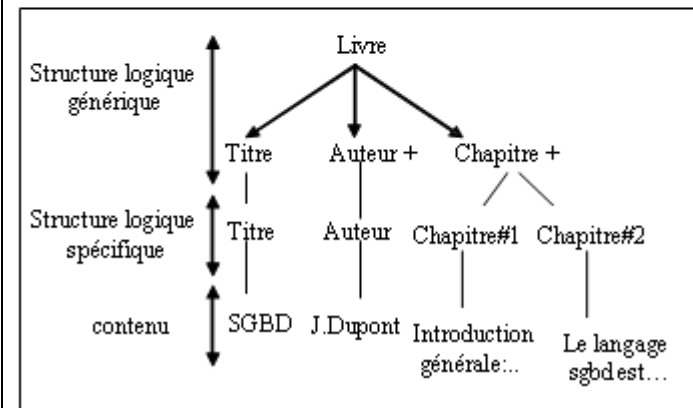 Livre
Structure logique
générique
Titre Auteur + Chapitre +
Structure logique
spécifique
Titre Auteur Chapitre#1 Chapitre#2
contenu
SGBD J.Dupont Introduction
générale:..
Le langage
sgbd est...